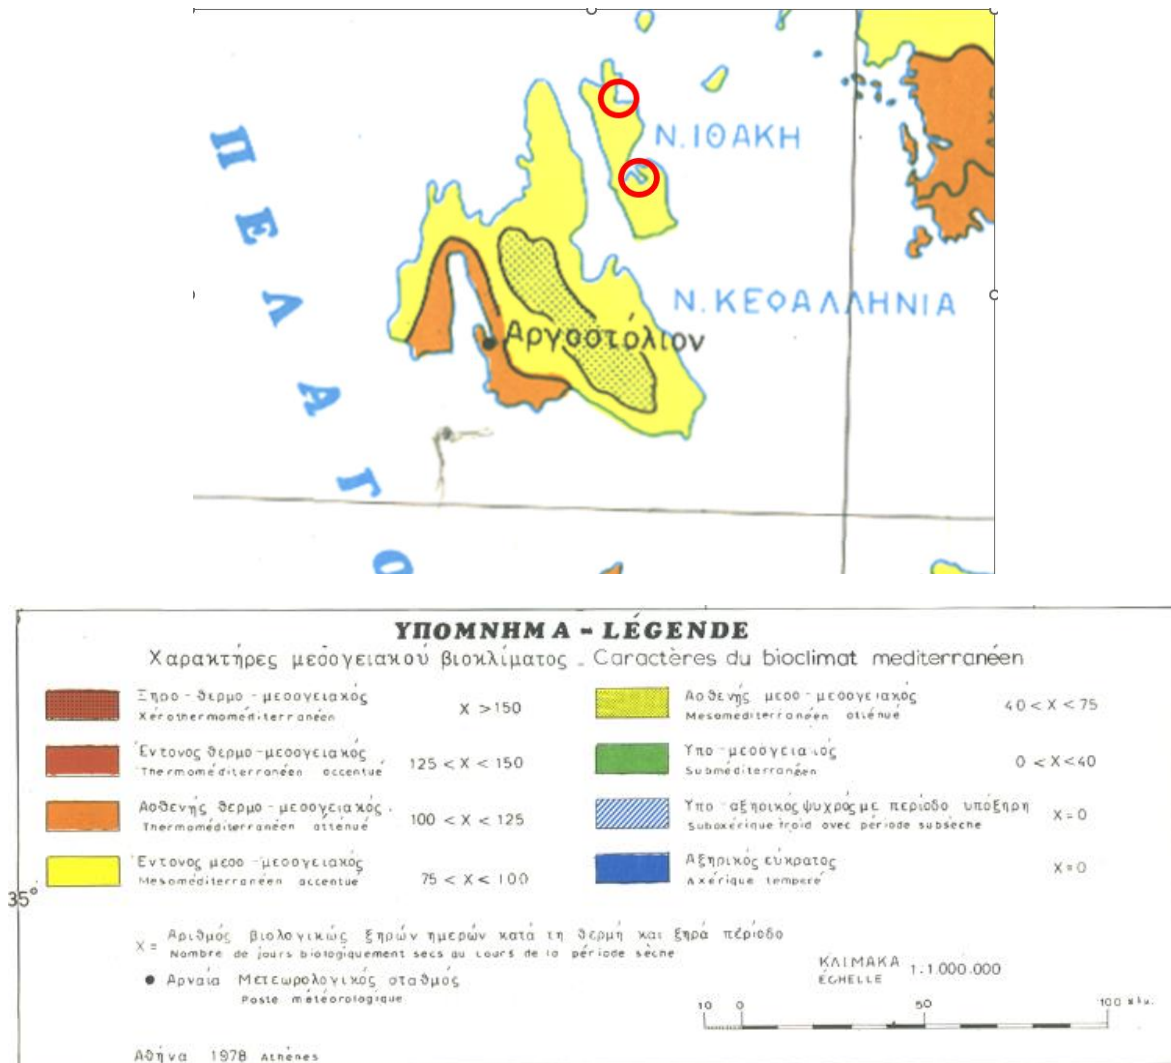 ΠΕΛΑΓΟ
Ν.ΙΘΑΚΗ
Ν.ΚΕΦΑΛΛΗΝΙΑ
Αργοστόλιον
ΥΠΟΜΝΗΜΑ – LÉGENDE
Χαρακτήρες μεσογειακού βιοκλίματος – Caractères du bioclimat mediterranéen
Ξηρο-θερμο-μεσογειακός X > 150
Xérothermoméditerranéen
Έντονος θερμο-μεσογειακός 125 < X < 150
Thermoméditerranéen accentué
Ασθενής θερμο-μεσογειακός. 100 < X < 125
Thermoméditerranéen atténué
Έντονος μεσο-μεσογειακός 75 < X < 100
Mesoméditerranéen accentué
Ασθενής μεσο-μεσογειακός 40 < X < 75
Mesoméditerranéen atténué
Υπο-μεσογειακός 0 < X < 40
Subméditerranéen
Υπο-αξηρικός ψυχρός με περίοδο υπόξηρη X = 0
Suboxérique froid avec période subsèche
Αξηρικός εύκρατος X = 0
Axérique temperé
35°
X = Αριθμός βιολογικώς ξηρών ημερών κατά τη θερμή και ξηρά περίοδο
Nombre de jours biologiquement secs au cours de la période sèche
Αρναία Μετεωρολογικός σταθμός
Poste météorologique
ΚΛΙΜΑΚΑ 1:1.000.000
ÉCHELLE
10 0 50 100 χλμ.
Αθήνα 1978 Athènes